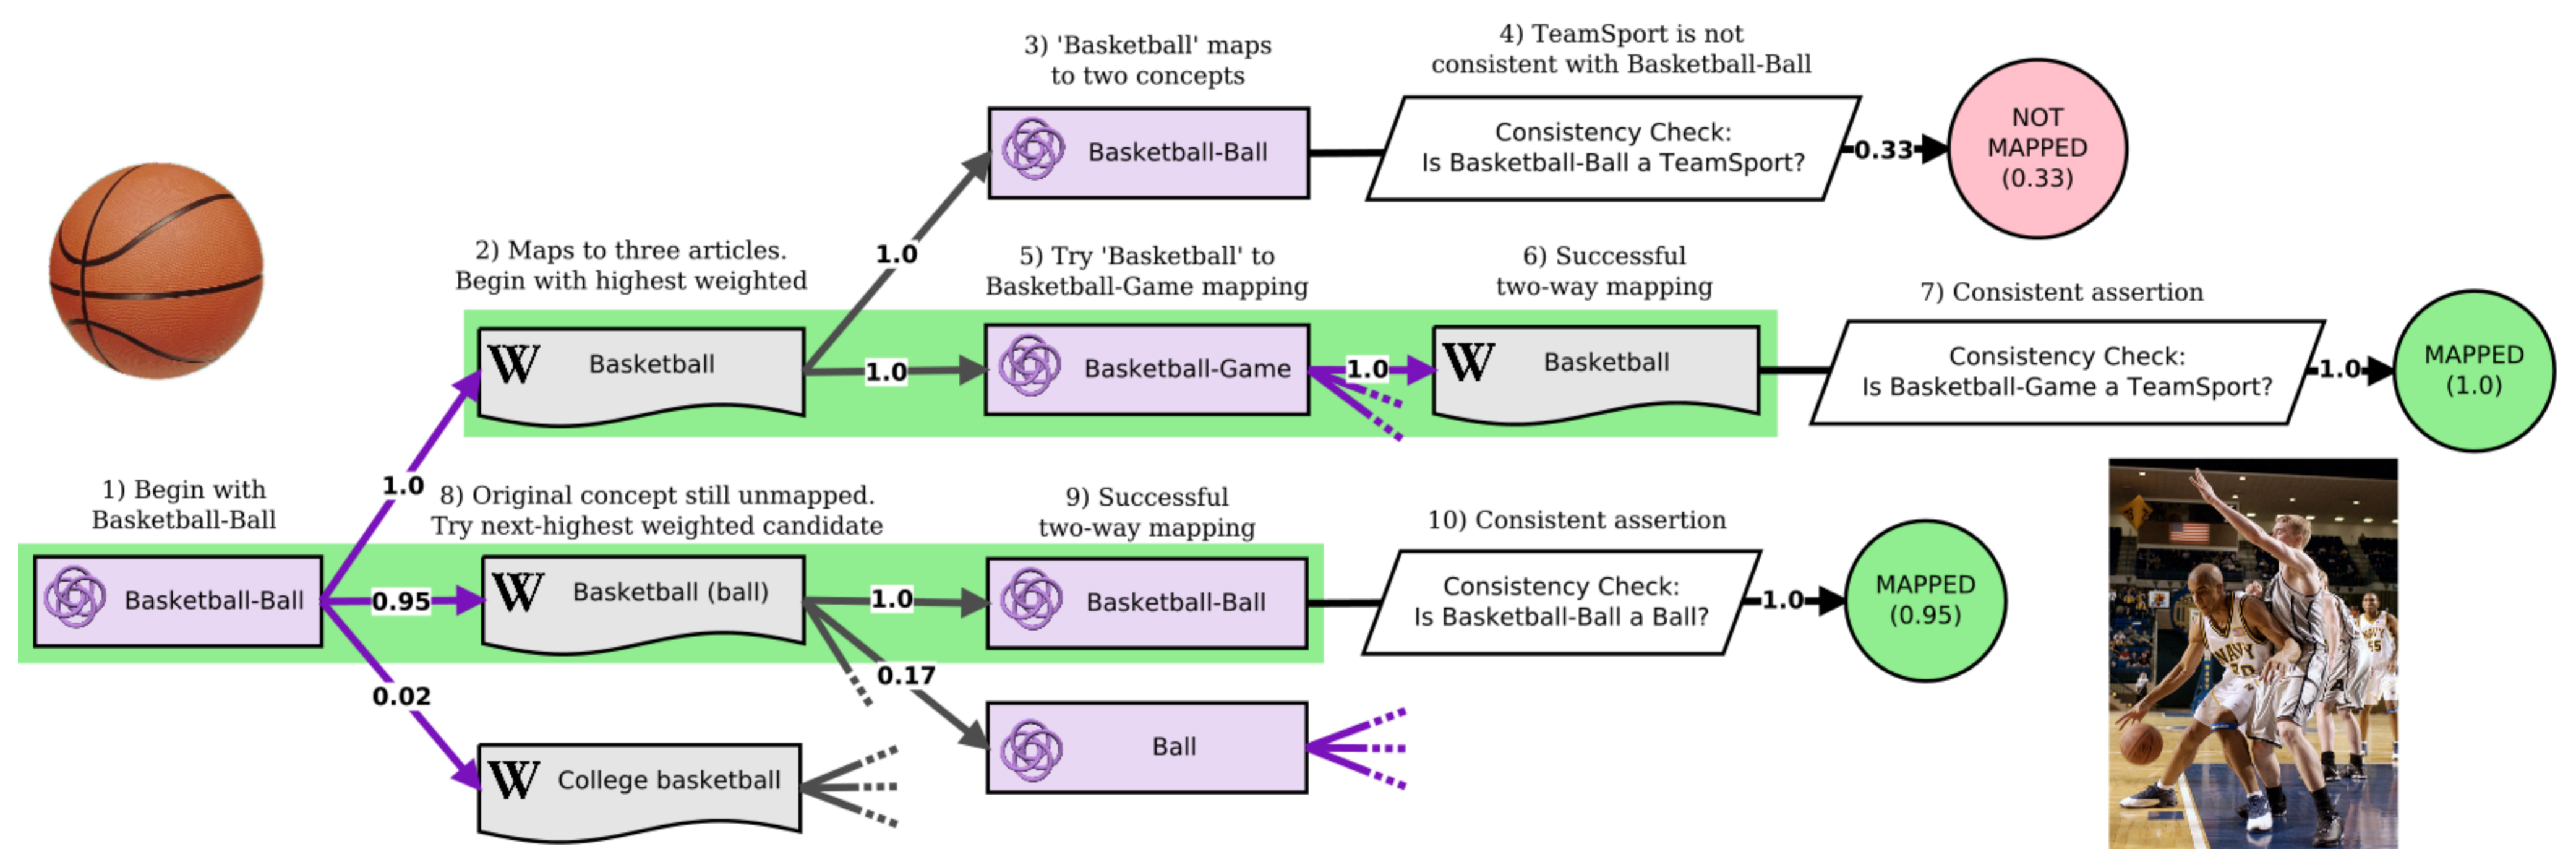 3) 'Basketball' maps
to two concepts
4) TeamSport is not
consistent with Basketball-Ball
Basketball-Ball
Consistency Check:
Is Basketball-Ball a TeamSport?
0.33
NOT
MAPPED
(0.33)
1.0
2) Maps to three articles.
Begin with highest weighted
5) Try 'Basketball' to
Basketball-Game mapping
6) Successful
two-way mapping
7) Consistent assertion
W
Basketball
1.0
Basketball-Game
1.0
W
Basketball
Consistency Check:
Is Basketball-Game a TeamSport?
1.0
MAPPED
(1.0)
1.0
1) Begin with
Basketball-Ball
8) Original concept still unmapped.
Try next-highest weighted candidate
9) Successful
two-way mapping
10) Consistent assertion
Basketball-Ball
0.95
W
Basketball (ball)
1.0
Basketball-Ball
Consistency Check:
Is Basketball-Ball a Ball?
1.0
MAPPED
(0.95)
0.17
0.02
W
College basketball
Ball
NAVY